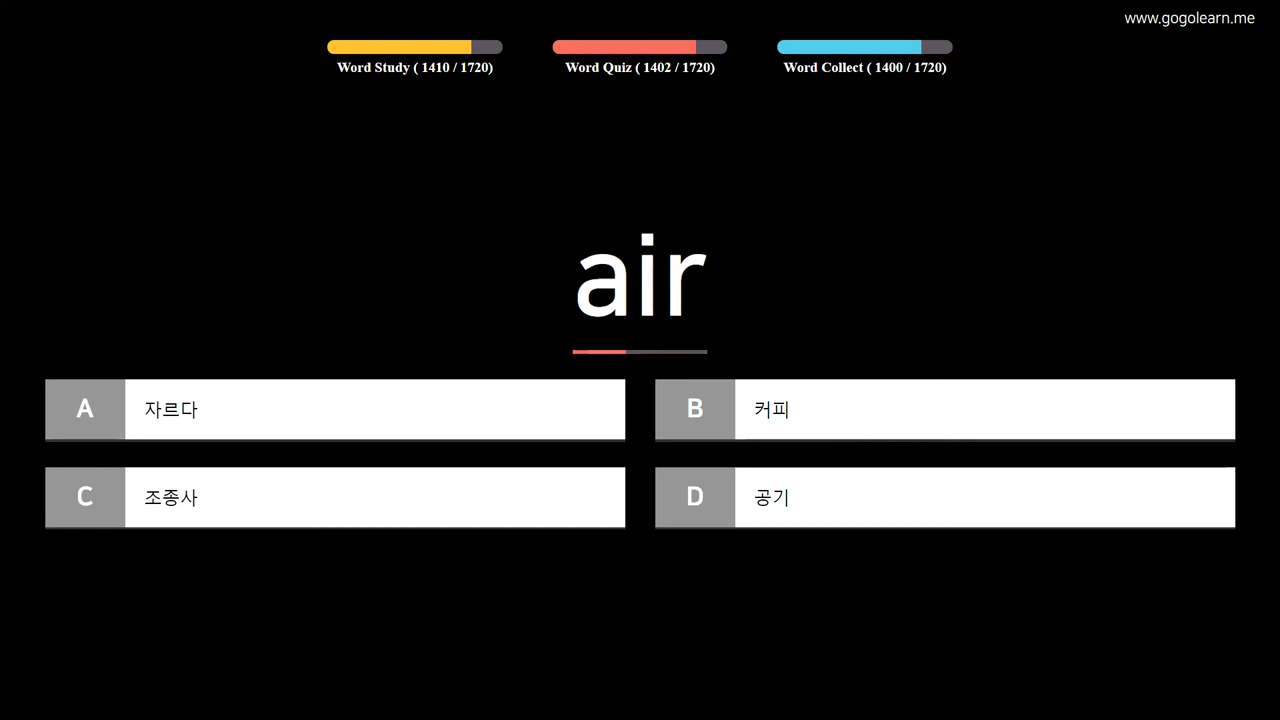 www.gogolearn.me
Word Study ( 1410 / 1720)
Word Quiz ( 1402 / 1720)
Word Collect ( 1400 / 1720)
air
A 자르다
B 커피
C 조종사
D 공기